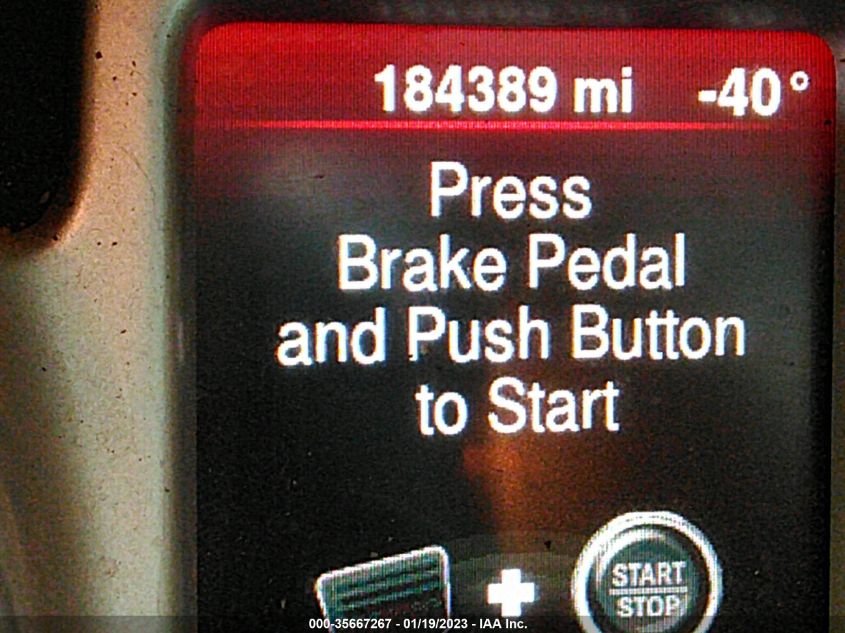 184389 mi -40°
Press
Brake Pedal
and Push Button
to Start
START
STOP
000-35667267 - 01/19/2023 - IAA Inc.